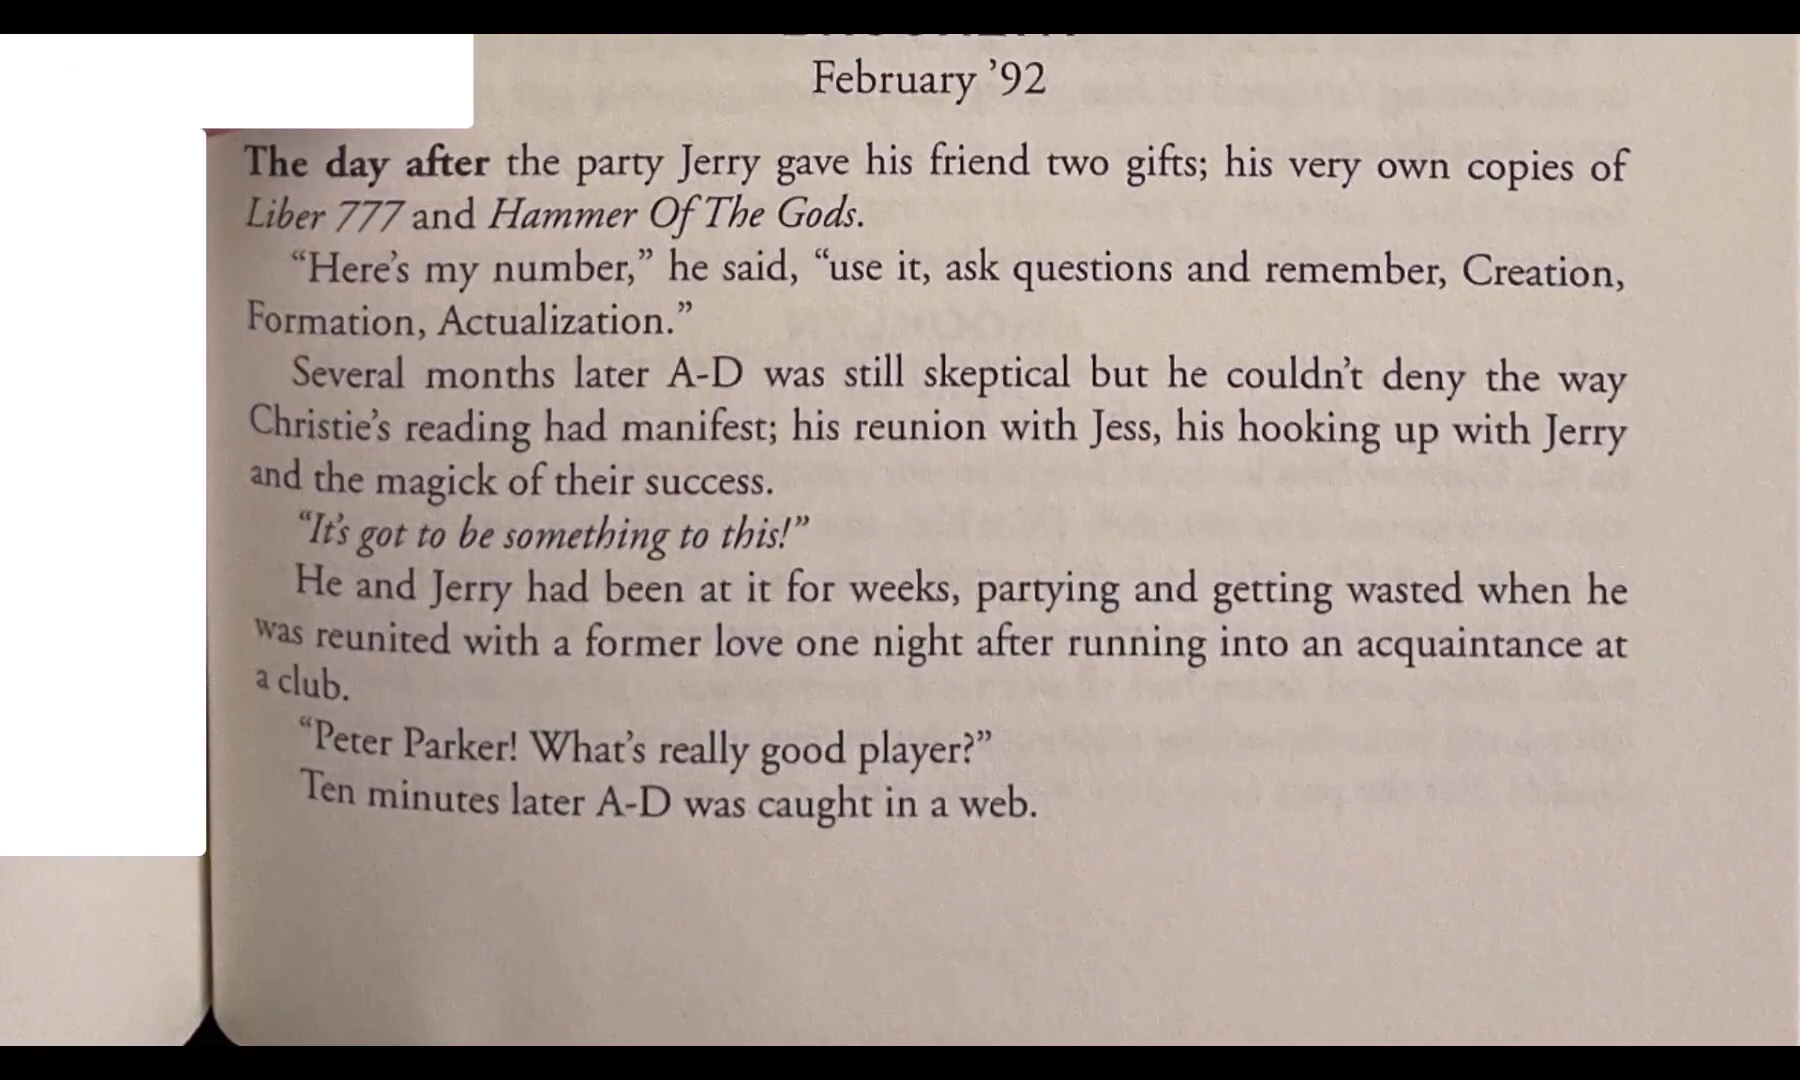 February ’92
The day after the party Jerry gave his friend two gifts; his very own copies of
Liber 777 and Hammer Of The Gods.
“Here’s my number,” he said, “use it, ask questions and remember, Creation,
Formation, Actualization.”
Several months later A-D was still skeptical but he couldn’t deny the way
Christie’s reading had manifest; his reunion with Jess, his hooking up with Jerry
and the magick of their success.
“It’s got to be something to this!”
He and Jerry had been at it for weeks, partying and getting wasted when he
was reunited with a former love one night after running into an acquaintance at
a club.
“Peter Parker! What’s really good player?”
Ten minutes later A-D was caught in a web.